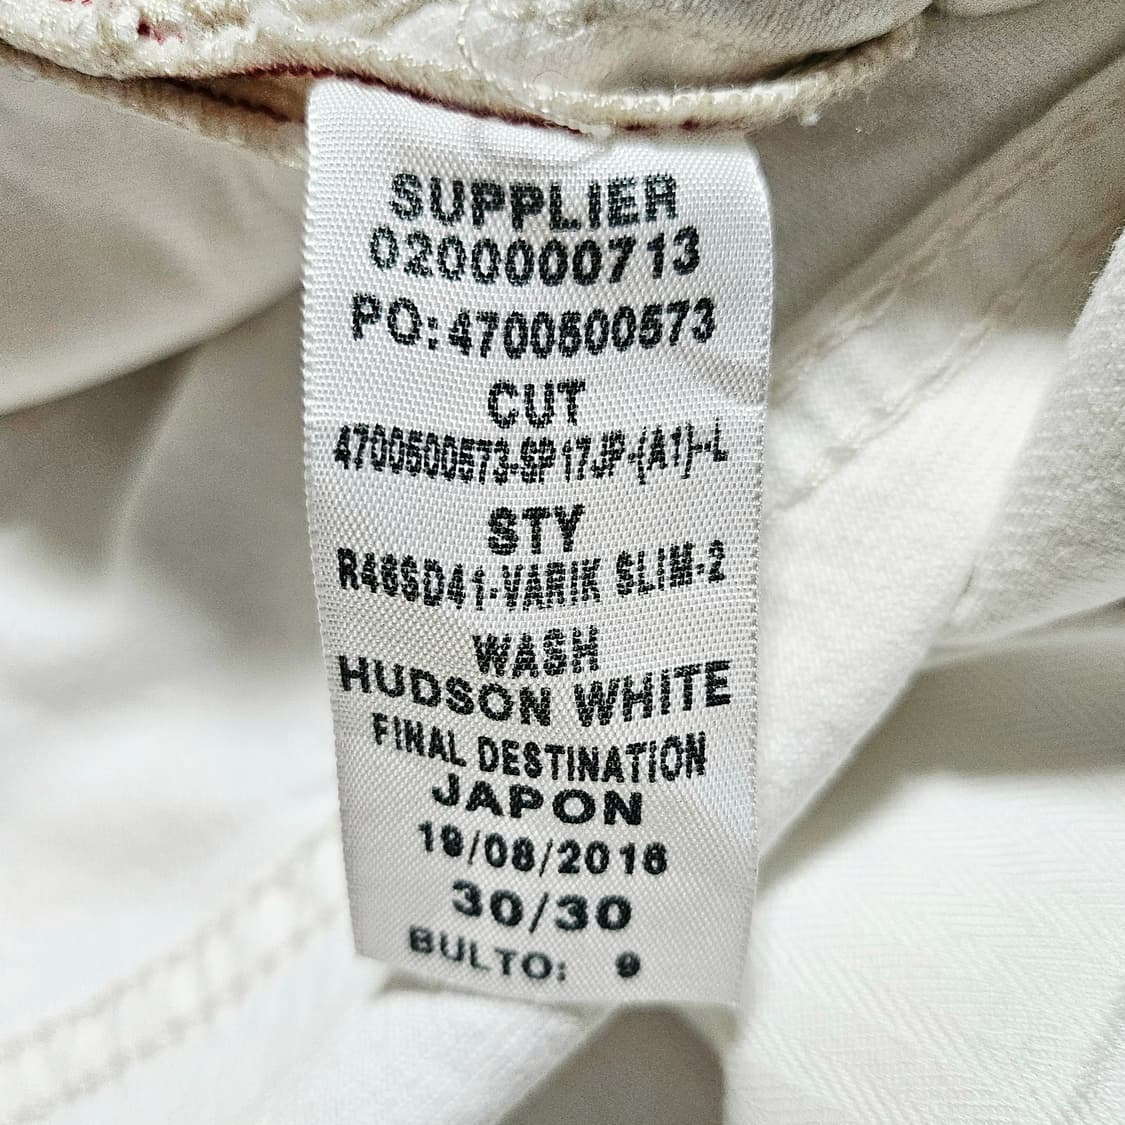 SUPPLIER
0200000713
PO:4700500573
CUT
4700500573-SP17JP-(A1)-L
STY
R46SD41-VARIK SLIM-2
WASH
HUDSON WHITE
FINAL DESTINATION
JAPON
19/08/2016
30/30
BULTO: 9